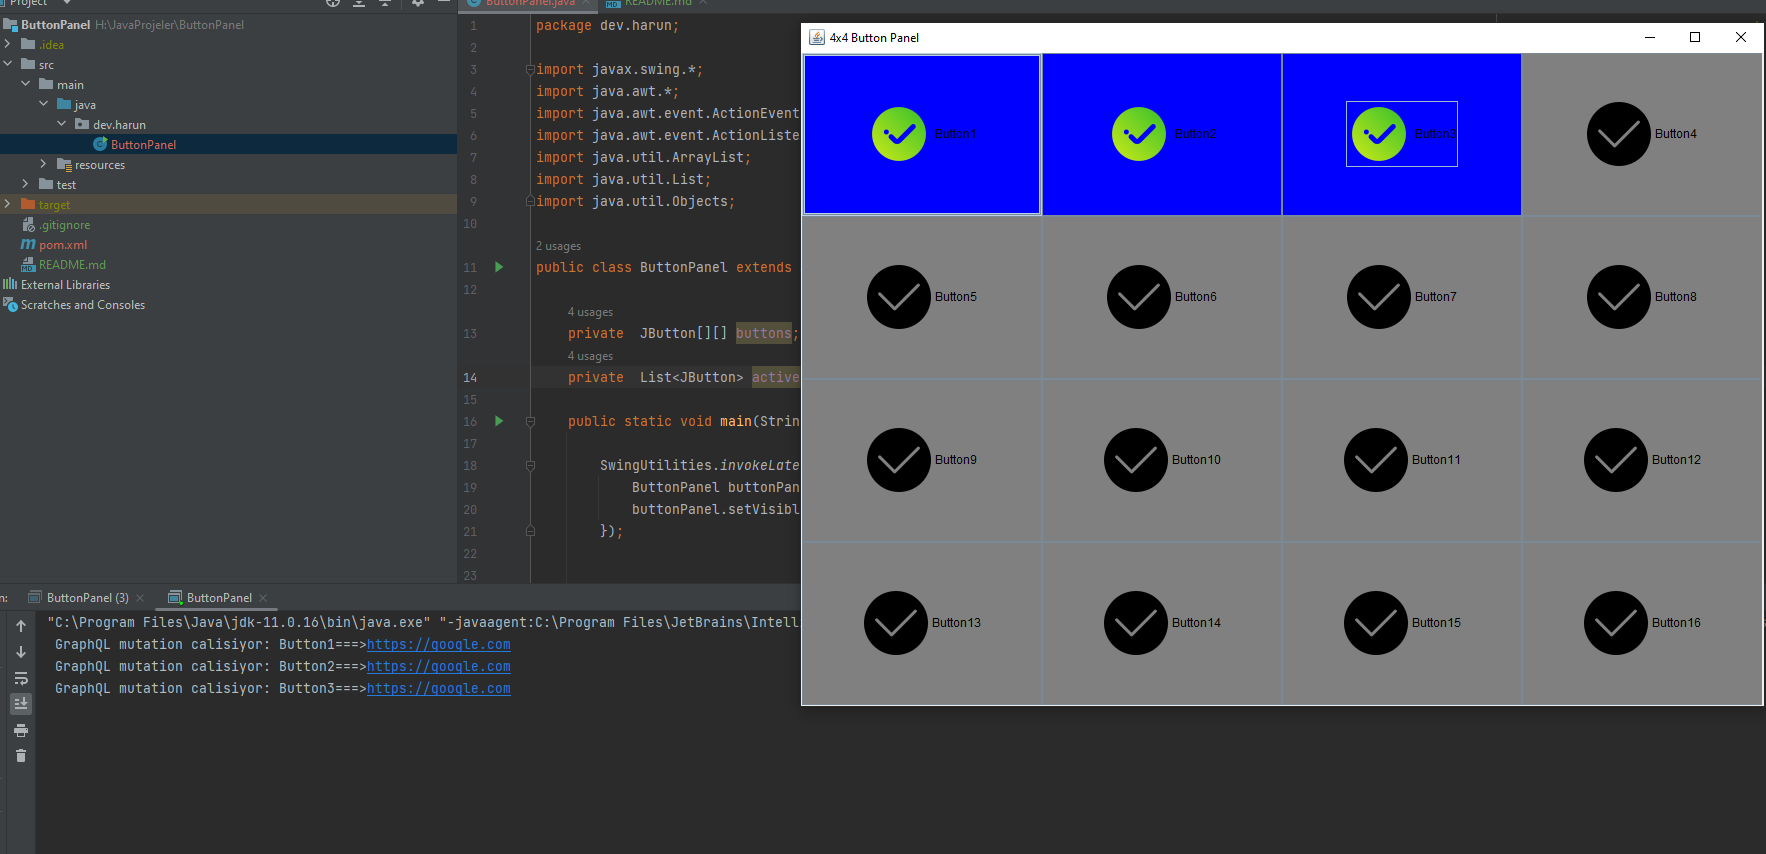 Project
ButtonPanel H:\JavaProjeler\ButtonPanel
.idea
src
main
java
dev.harun
ButtonPanel
resources
test
target
.gitignore
pom.xml
README.md
External Libraries
Scratches and Consoles
ButtonPanel.java
README.md
1 package dev.harun;
2
3 import javax.swing.*;
4 import java.awt.*;
5 import java.awt.event.ActionEvent
6 import java.awt.event.ActionListe
7 import java.util.ArrayList;
8 import java.util.List;
9 import java.util.Objects;
10
2 usages
11 public class ButtonPanel extends
12
4 usages
13 private JButton[][] buttons;
4 usages
14 private List<JButton> active
15
16 public static void main(Strin
17
18 SwingUtilities.invokeLate
19 ButtonPanel buttonPan
20 buttonPanel.setVisibl
21 });
22
23
4x4 Button Panel
Button1 Button2 Button3 Button4
Button5 Button6 Button7 Button8
Button9 Button10 Button11 Button12
Button13 Button14 Button15 Button16
n: ButtonPanel (3) ButtonPanel
"C:\Program Files\Java\jdk-11.0.16\bin\java.exe" "-javaagent:C:\Program Files\JetBrains\Intell
GraphQL mutation calisiyor: Button1===>https://google.com
GraphQL mutation calisiyor: Button2===>https://google.com
GraphQL mutation calisiyor: Button3===>https://google.com